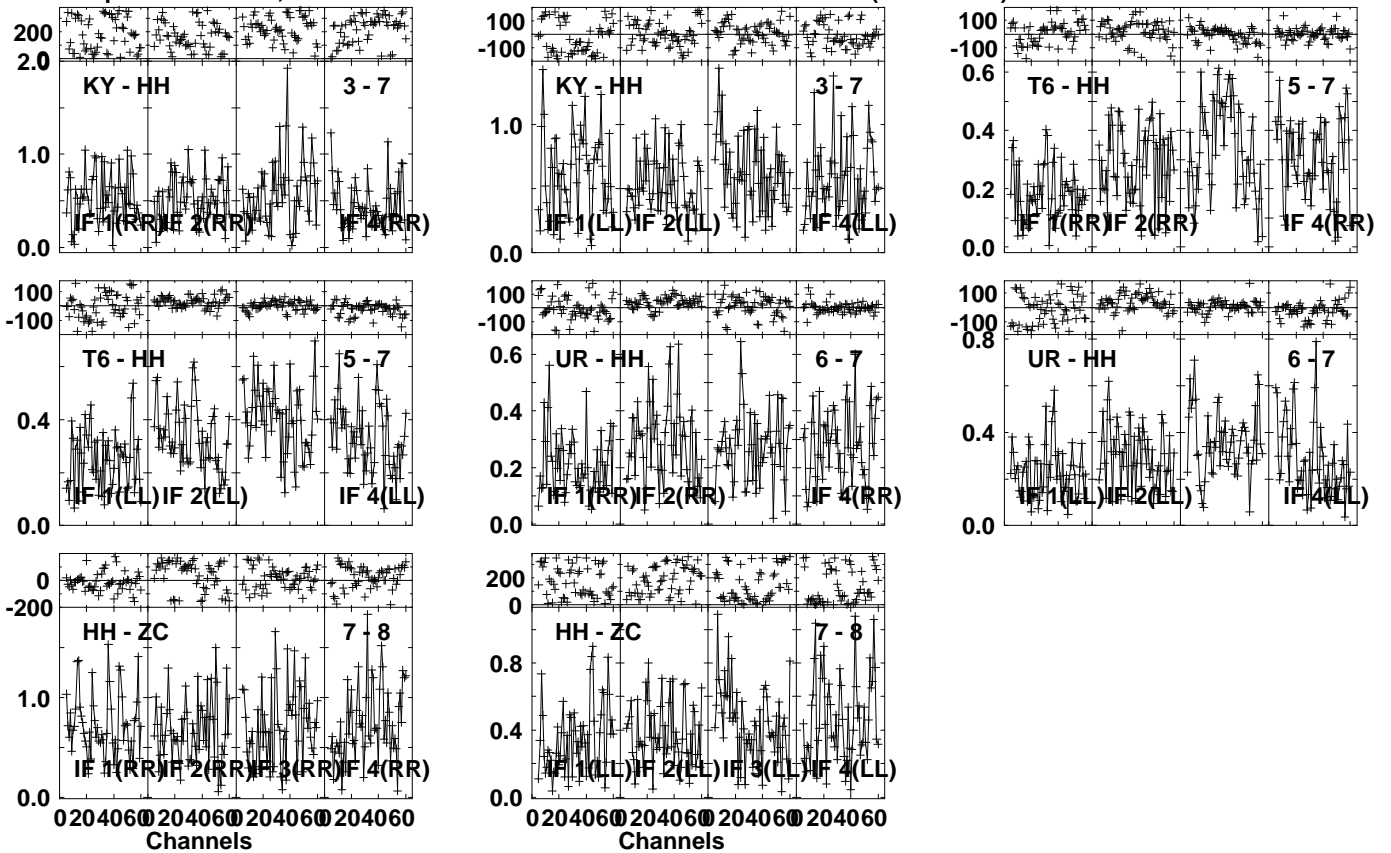 200
2.0
KY - HH 3 - 7
1.0
0.0
IF 1(RR) IF 2(RR) IF 4(RR)
100
-100
KY - HH 3 - 7
1.0
0.0
IF 1(LL) IF 2(LL) IF 4(LL)
100
-100
T6 - HH 5 - 7
0.6
0.4
0.2
0.0
IF 1(RR) IF 2(RR) IF 4(RR)
100
-100
T6 - HH 5 - 7
0.4
0.0
IF 1(LL) IF 2(LL) IF 4(LL)
100
-100
UR - HH 6 - 7
0.6
0.4
0.2
0.0
IF 1(RR) IF 2(RR) IF 4(RR)
100
-100
0.8
UR - HH 6 - 7
0.4
0.0
IF 1(LL) IF 2(LL) IF 4(LL)
0
-200
HH - ZC 7 - 8
1.0
0.0
IF 1(RR) IF 2(RR) IF 3(RR) IF 4(RR)
0 20 40 60 0 20 40 60 0 20 40 60 0 20 40 60
Channels
200
0
HH - ZC 7 - 8
0.8
0.6
0.4
0.2
0.0
IF 1(LL) IF 2(LL) IF 3(LL) IF 4(LL)
0 20 40 60 0 20 40 60 0 20 40 60 0 20 40 60
Channels